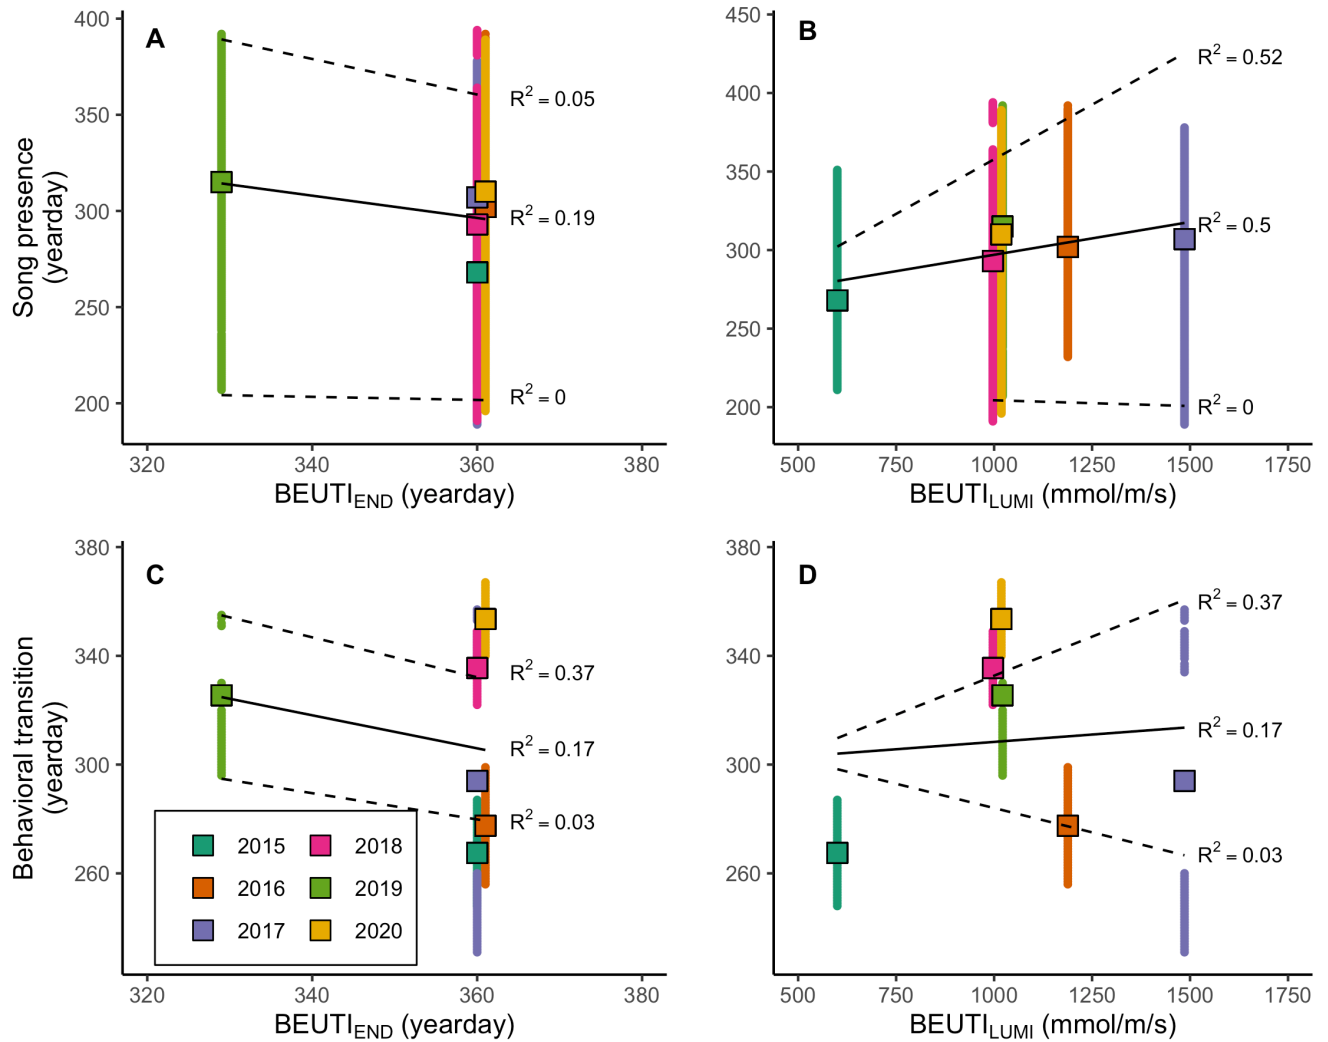 A
Song presence
(yearday)
400
350
300
250
200
R² = 0.05
R² = 0.19
R² = 0
320
340
360
380
BEUTI_END (yearday)
B
450
400
350
300
250
200
R² = 0.52
R² = 0.5
R² = 0
500
750
1000
1250
1500
1750
BEUTI_LUMI (mmol/m/s)
C
Behavioral transition
(yearday)
380
340
300
260
R² = 0.37
R² = 0.17
R² = 0.03
2015
2018
2016
2019
2017
2020
320
340
360
380
BEUTI_END (yearday)
D
380
340
300
260
R² = 0.37
R² = 0.17
R² = 0.03
500
750
1000
1250
1500
1750
BEUTI_LUMI (mmol/m/s)